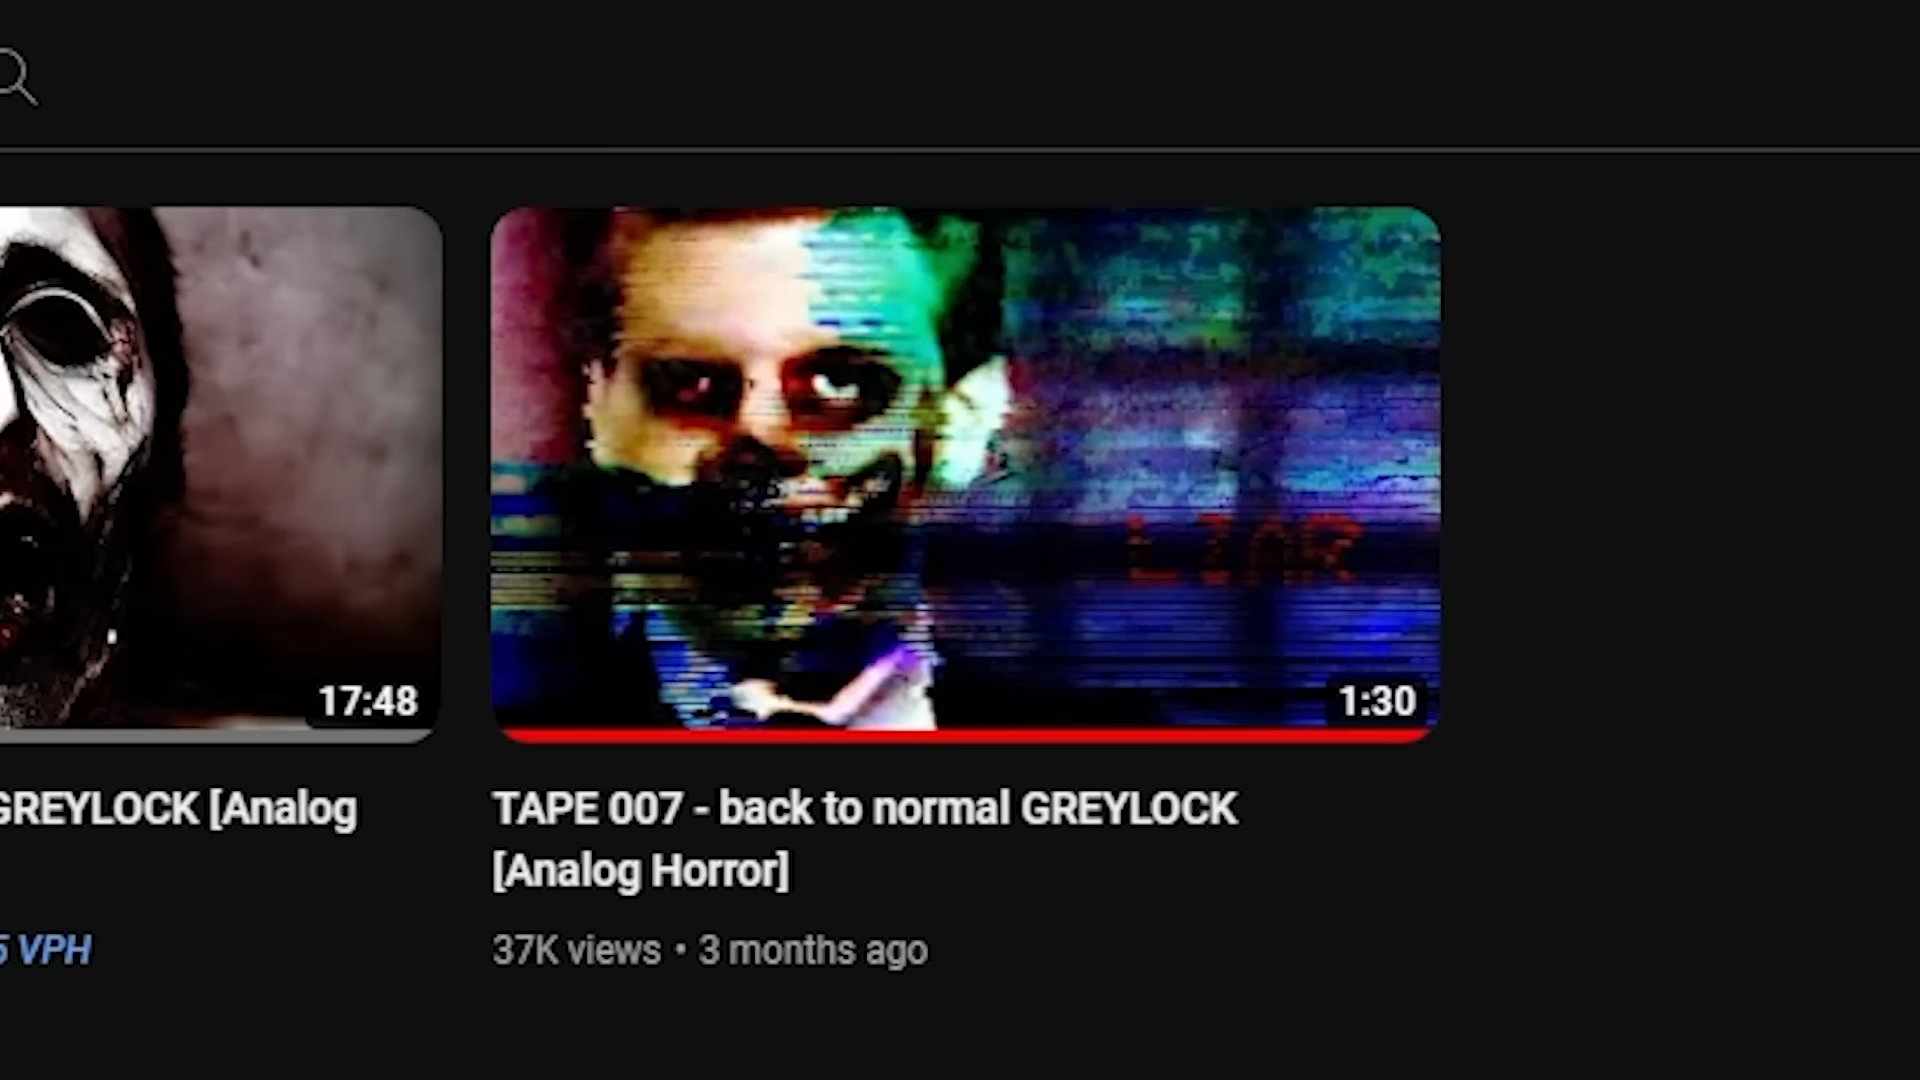 LIAR
17:48
1:30
GREYLOCK [Analog
TAPE 007 - back to normal GREYLOCK
[Analog Horror]
5 VPH
37K views • 3 months ago